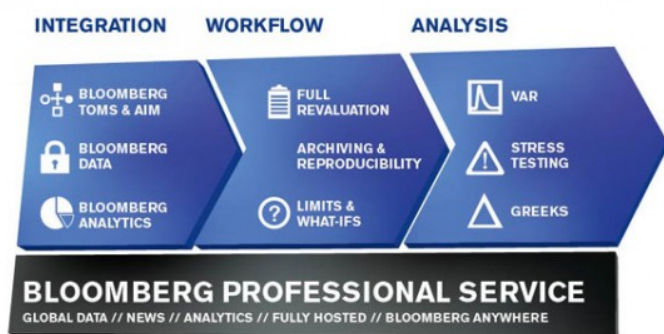 INTEGRATION
WORKFLOW
ANALYSIS
BLOOMBERG
TOMS & AIM
BLOOMBERG
DATA
BLOOMBERG
ANALYTICS
FULL
REVALUATION
ARCHIVING &
REPRODUCIBILITY
LIMITS &
WHAT-IFS
VAR
STRESS
TESTING
GREEKS
BLOOMBERG PROFESSIONAL SERVICE
GLOBAL DATA // NEWS // ANALYTICS // FULLY HOSTED // BLOOMBERG ANYWHERE